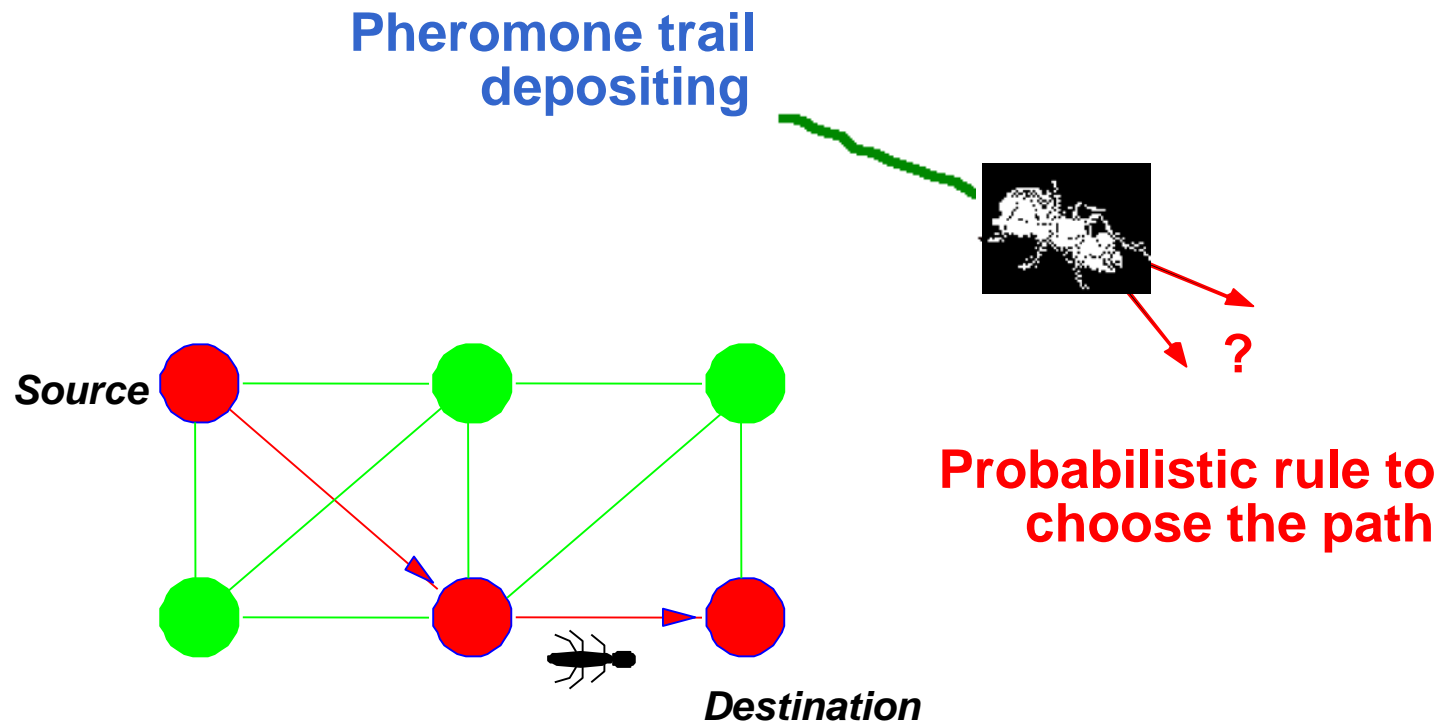 Pheromone trail
depositing
?
Source
Probabilistic rule to
choose the path
Destination